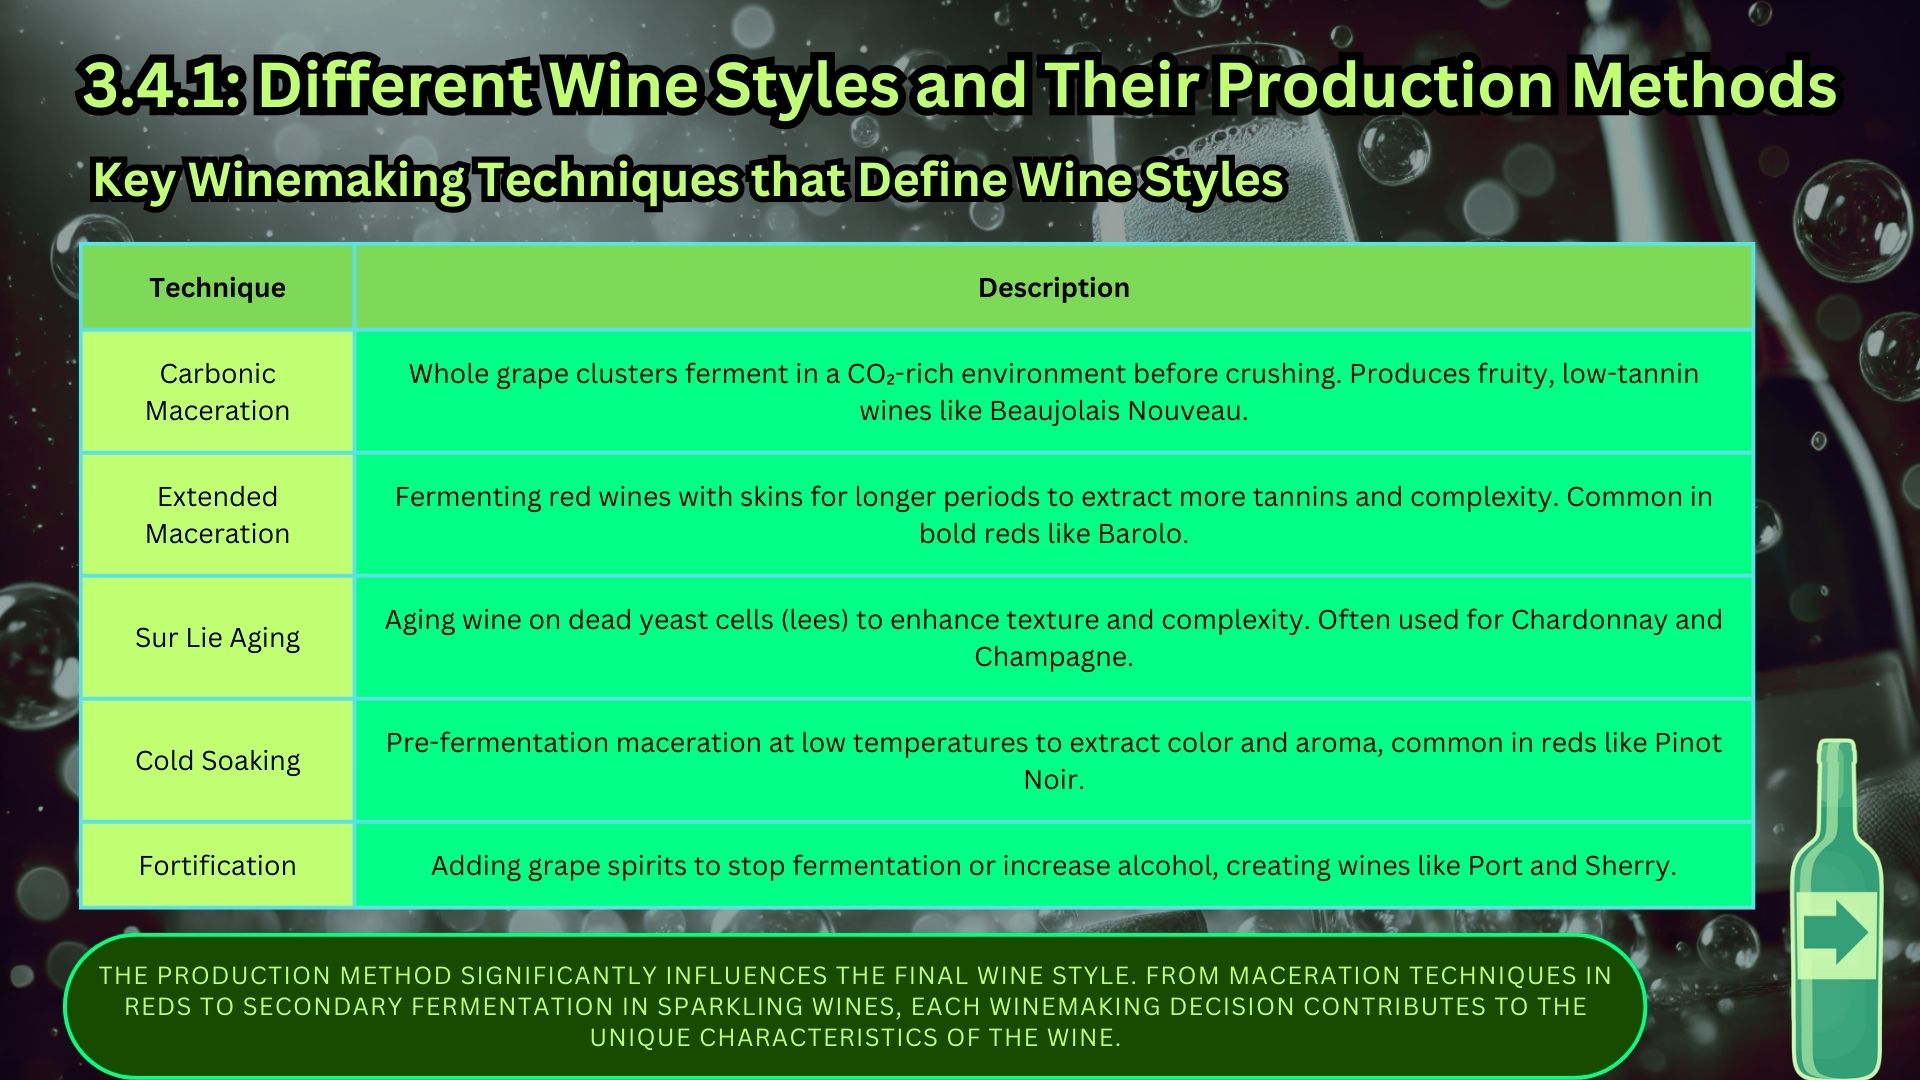 3.4.1: Different Wine Styles and Their Production Methods
Key Winemaking Techniques that Define Wine Styles
Technique
Description
Carbonic
Maceration
Whole grape clusters ferment in a CO₂-rich environment before crushing. Produces fruity, low-tannin
wines like Beaujolais Nouveau.
Extended
Maceration
Fermenting red wines with skins for longer periods to extract more tannins and complexity. Common in
bold reds like Barolo.
Sur Lie Aging
Aging wine on dead yeast cells (lees) to enhance texture and complexity. Often used for Chardonnay and
Champagne.
Cold Soaking
Pre-fermentation maceration at low temperatures to extract color and aroma, common in reds like Pinot
Noir.
Fortification
Adding grape spirits to stop fermentation or increase alcohol, creating wines like Port and Sherry.
THE PRODUCTION METHOD SIGNIFICANTLY INFLUENCES THE FINAL WINE STYLE. FROM MACERATION TECHNIQUES IN
REDS TO SECONDARY FERMENTATION IN SPARKLING WINES, EACH WINEMAKING DECISION CONTRIBUTES TO THE
UNIQUE CHARACTERISTICS OF THE WINE.